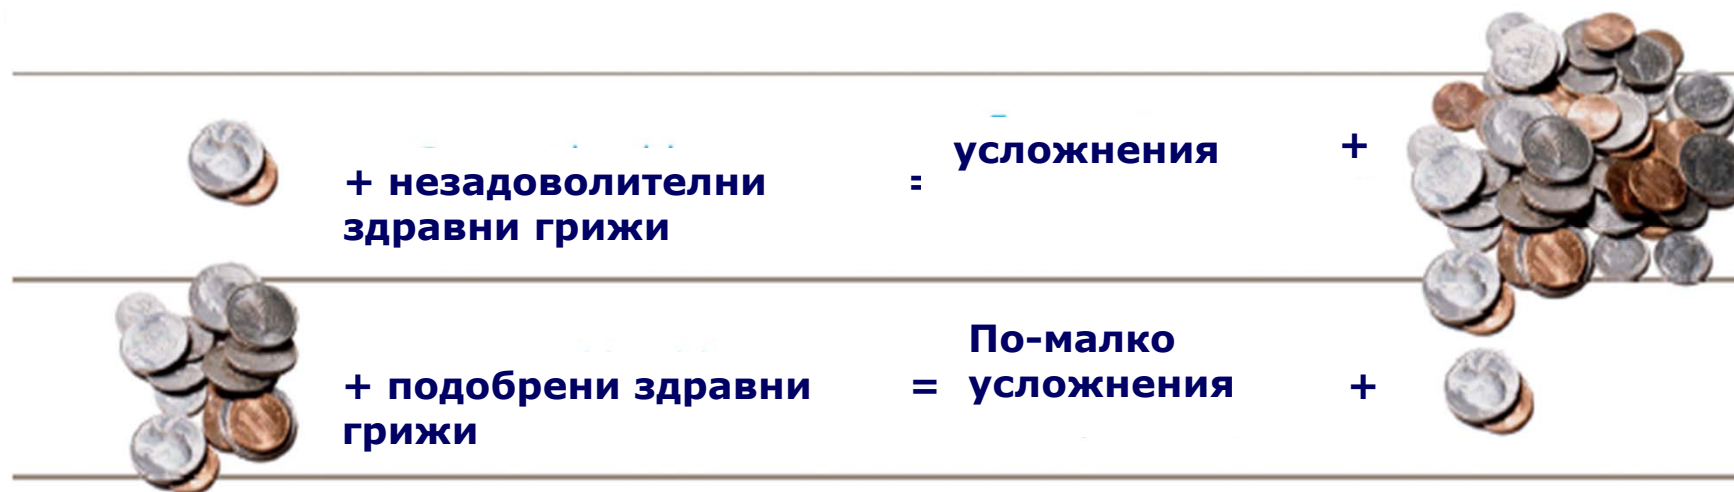 усложнения +
+ незадоволителни =
здравни грижи
По-малко
+ подобрени здравни = усложнения +
грижи